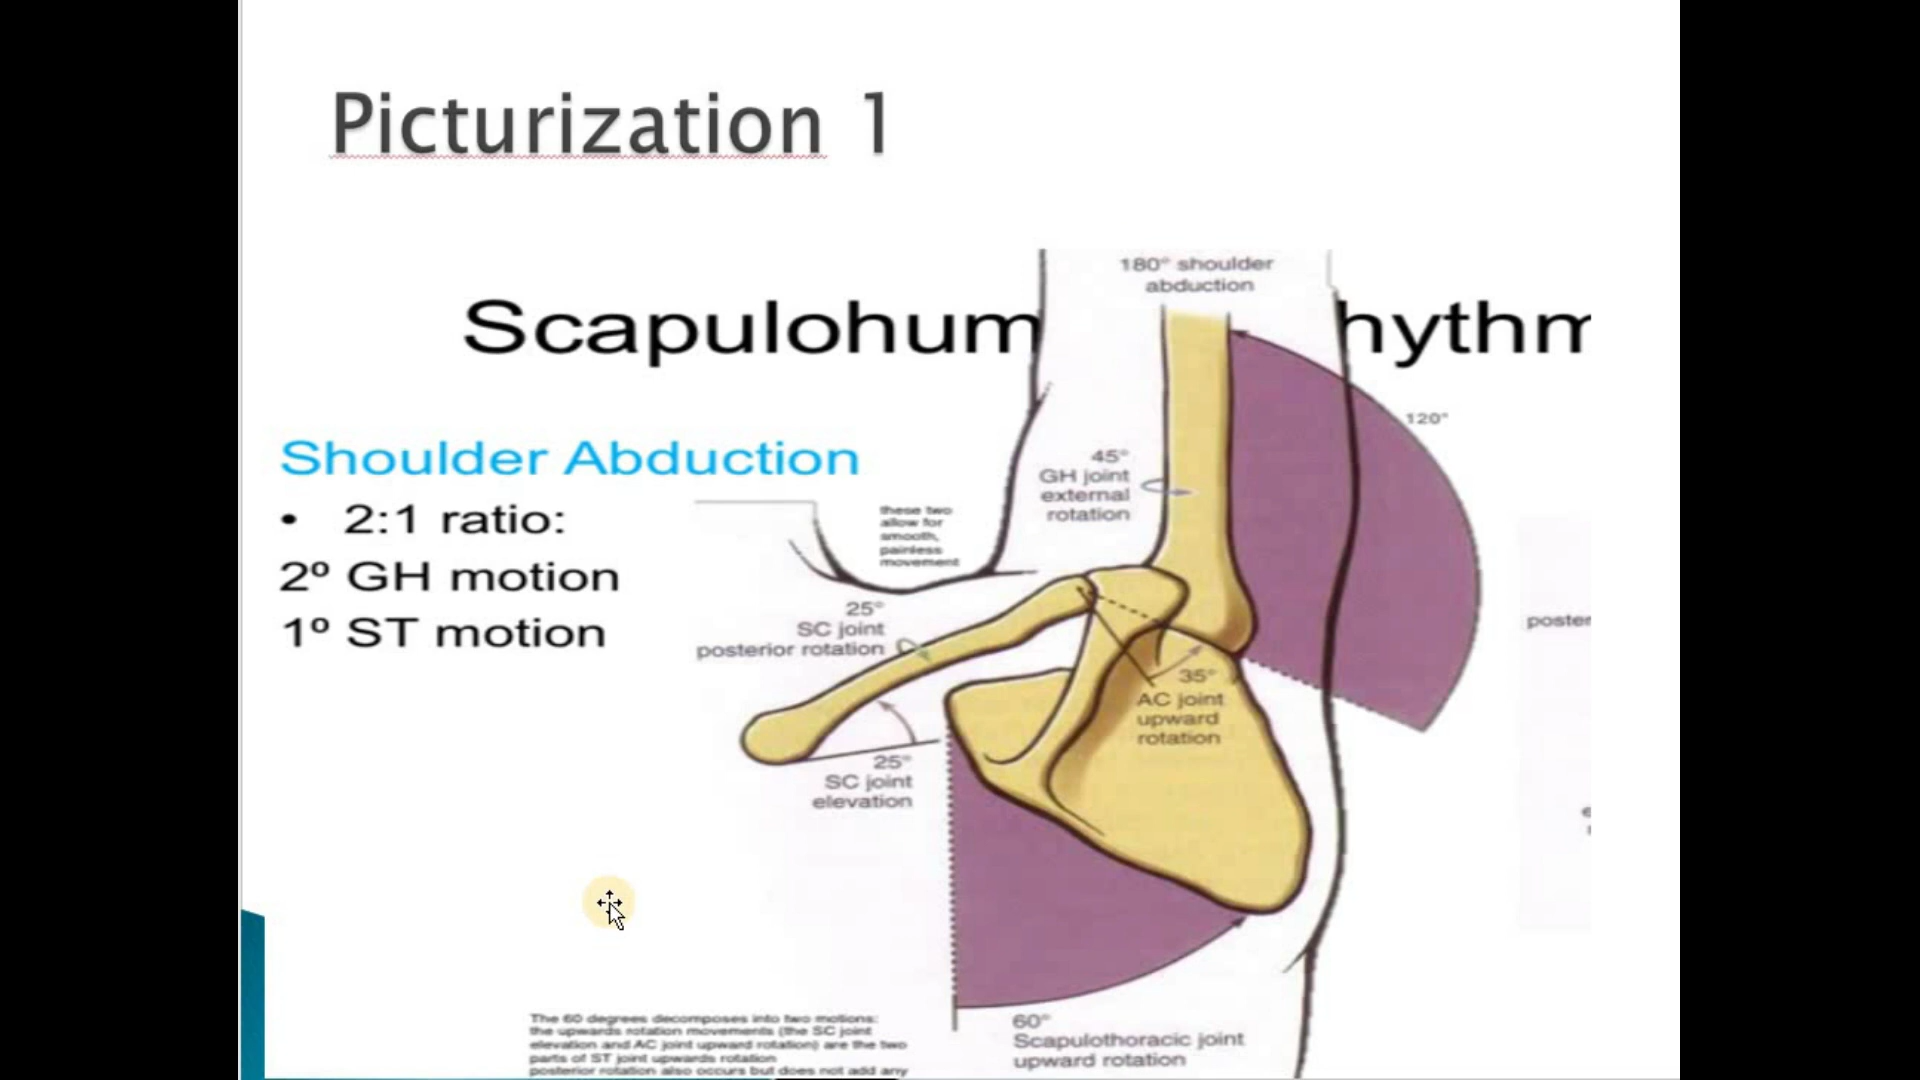 Picturization 1
180° shoulder
abduction
Scapulohum hythm
120°
Shoulder Abduction
• 2:1 ratio:
2º GH motion
1º ST motion
these two
allow for
smooth,
painless
movement
45°
GH joint
external
rotation
25°
SC joint
posterior rotation
35°
AC joint
upward
rotation
poster
25°
SC joint
elevation
60°
Scapulothoracic joint
upward rotation
The 60 degrees decomposes into two motions:
the upwards rotation movements (the SC joint
elevation and AC joint upward rotation) are the two
parts of ST joint upwards rotation
posterior rotation also occurs but does not add any